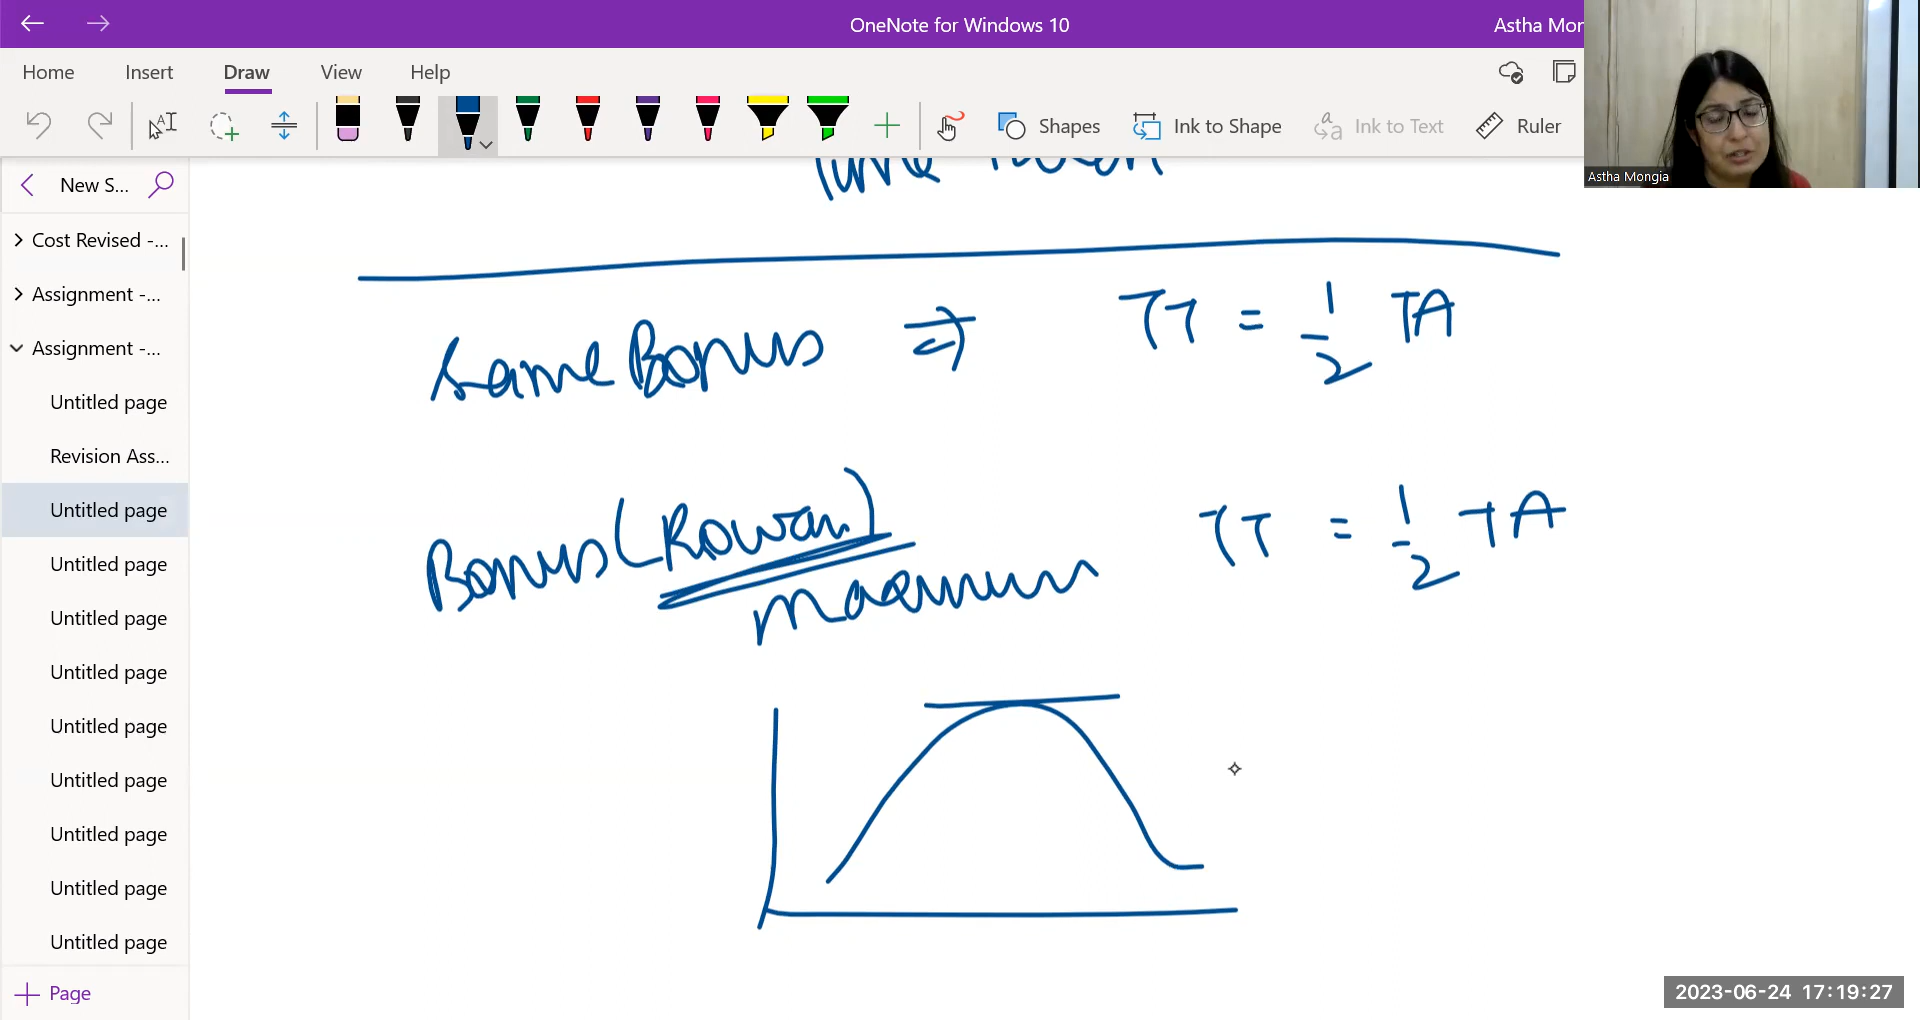 OneNote for Windows 10
Astha Mon
Home Insert Draw View Help
Shapes Ink to Shape Ink to Text Ruler
Astha Mongia
New S...
Cost Revised -...
Assignment -...
Assignment -...
Untitled page
Revision Ass...
Untitled page
Untitled page
Untitled page
Untitled page
Untitled page
Untitled page
Untitled page
Untitled page
Untitled page
Page
Time Taken
Same Bonus ⇒ TT = 1/2 TA
Bonus (Rowan) TT = 1/2 TA
maximum
2023-06-24 17:19:27